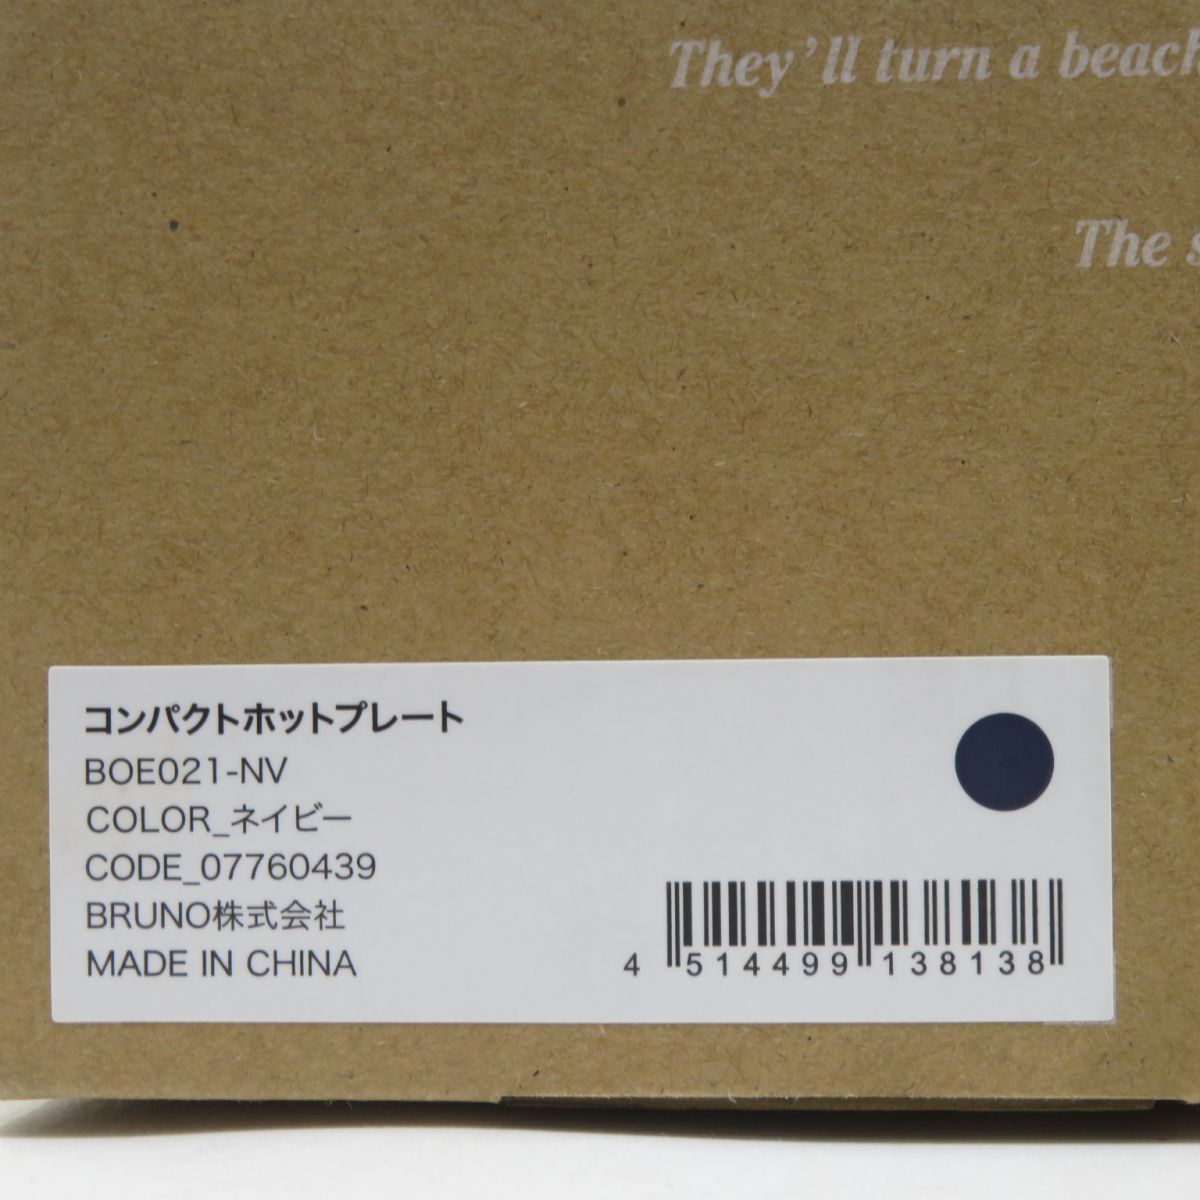 They'll turn a beach
The s
コンパクトホットプレート
BOE021-NV
COLOR_ネイビー
CODE_07760439
BRUNO株式会社
MADE IN CHINA
4 514499 138138